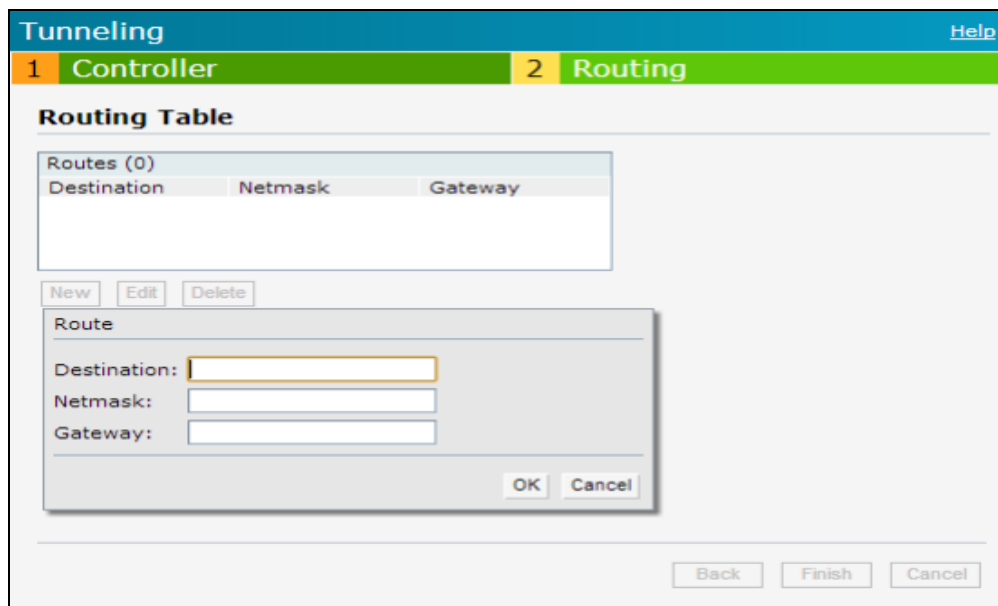 Tunneling Help
1 Controller 2 Routing
Routing Table
Routes (0)
Destination Netmask Gateway
New Edit Delete
Route
Destination:
Netmask:
Gateway:
OK Cancel
Back Finish Cancel